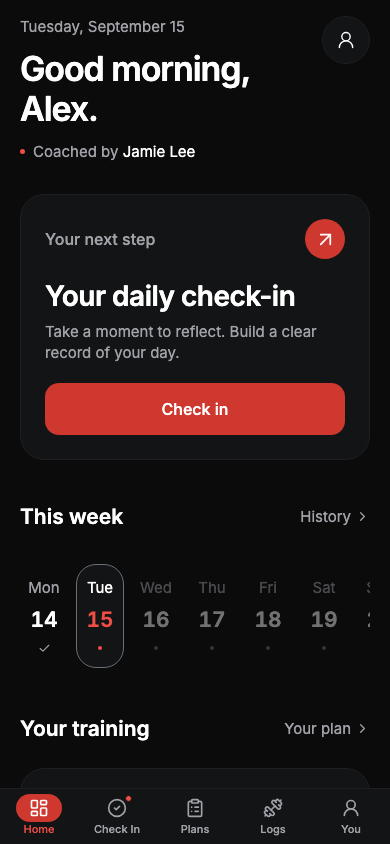 Tuesday, September 15
Good morning,
Alex.
Coached by Jamie Lee
Your next step
Your daily check-in
Take a moment to reflect. Build a clear
record of your day.
Check in
This week
History
Mon Tue Wed Thu Fri Sat
14 15 16 17 18 19
Your training
Your plan
Home Check In Plans Logs You